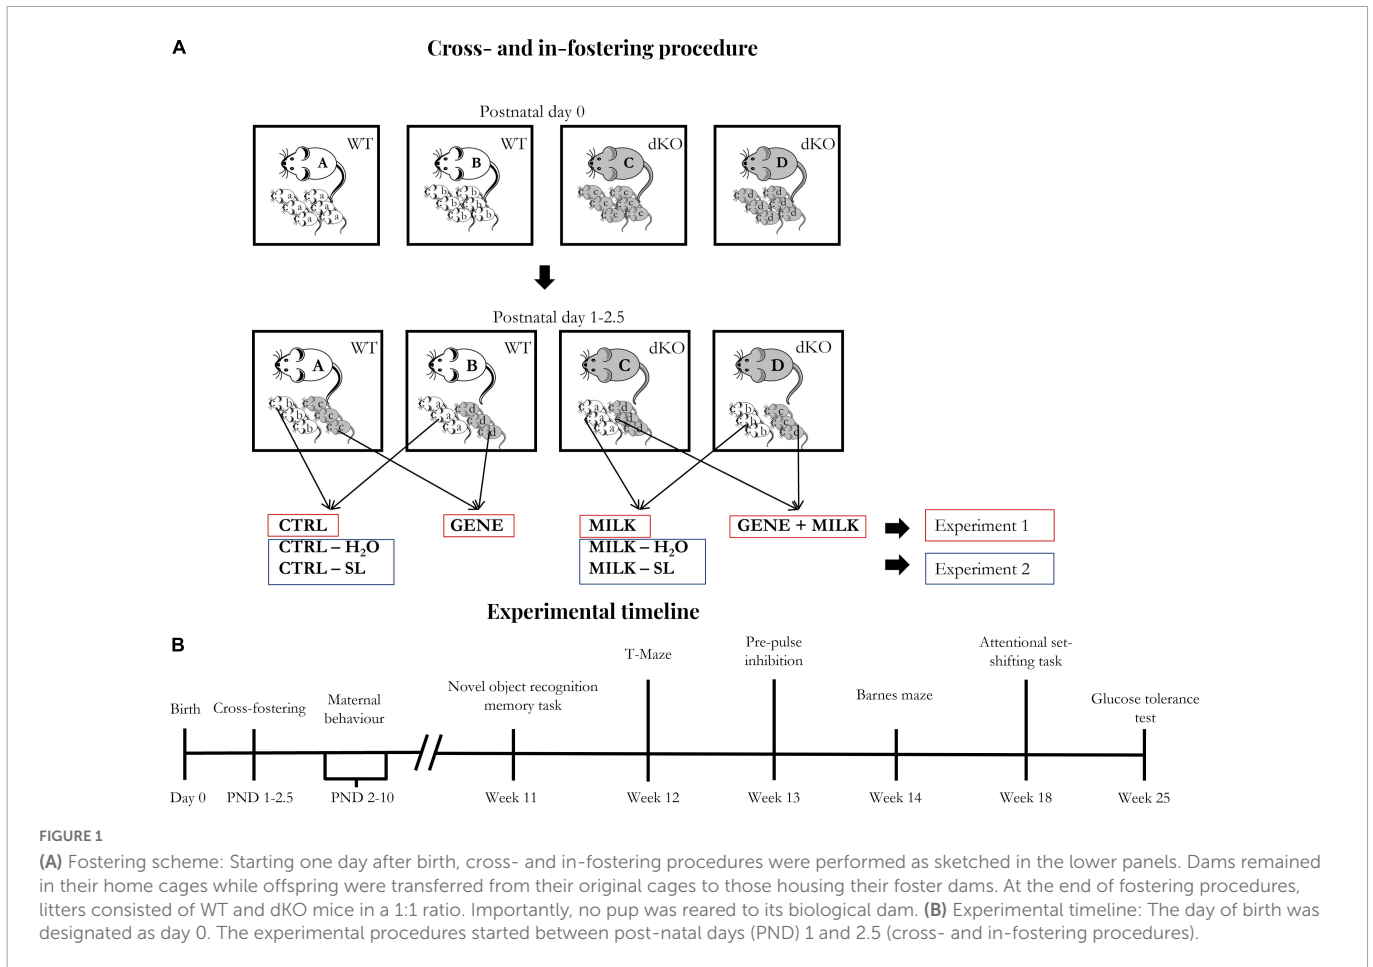 A
Cross- and in-fostering procedure
Postnatal day 0
WT
WT
dKO
dKO
A
B
C
D
a a a a a a a
b b b b b b b
c c c c c c c
d d d d d d d
Postnatal day 1-2.5
WT
WT
dKO
dKO
A
B
C
D
b b b c c c
a a a d d d
a a a d d d
b b b c c d
CTRL
GENE
MILK
GENE + MILK
Experiment 1
CTRL – H₂O
CTRL – SL
MILK – H₂O
MILK – SL
Experiment 2
Experimental timeline
B
Birth
Cross-fostering
Maternal
behaviour
Novel object recognition
memory task
T-Maze
Pre-pulse
inhibition
Barnes maze
Attentional set-
shifting task
Glucose tolerance
test
Day 0
PND 1-2.5
PND 2-10
Week 11
Week 12
Week 13
Week 14
Week 18
Week 25
FIGURE 1
(A) Fostering scheme: Starting one day after birth, cross- and in-fostering procedures were performed as sketched in the lower panels. Dams remained
in their home cages while offspring were transferred from their original cages to those housing their foster dams. At the end of fostering procedures,
litters consisted of WT and dKO mice in a 1:1 ratio. Importantly, no pup was reared to its biological dam. (B) Experimental timeline: The day of birth was
designated as day 0. The experimental procedures started between post-natal days (PND) 1 and 2.5 (cross- and in-fostering procedures).